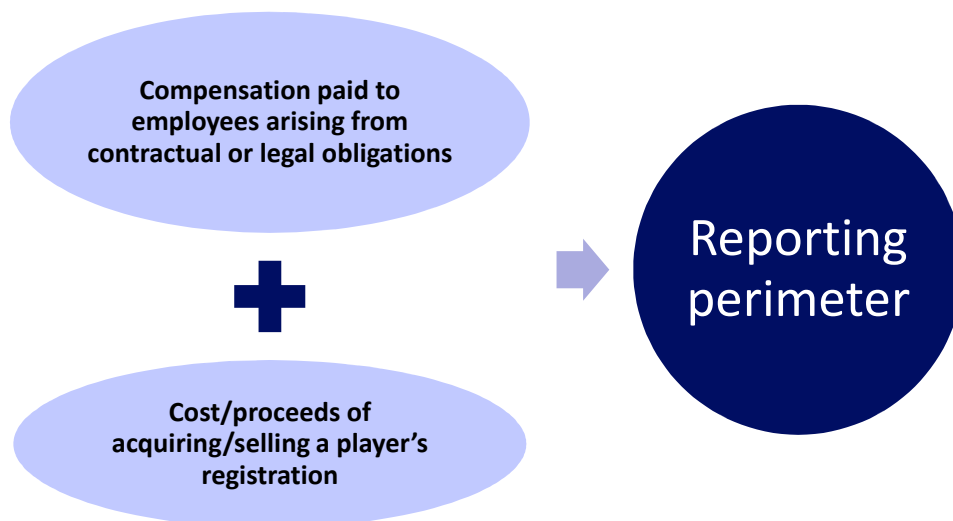 Compensation paid to
employees arising from
contractual or legal obligations
Cost/proceeds of
acquiring/selling a player’s
registration
Reporting
perimeter